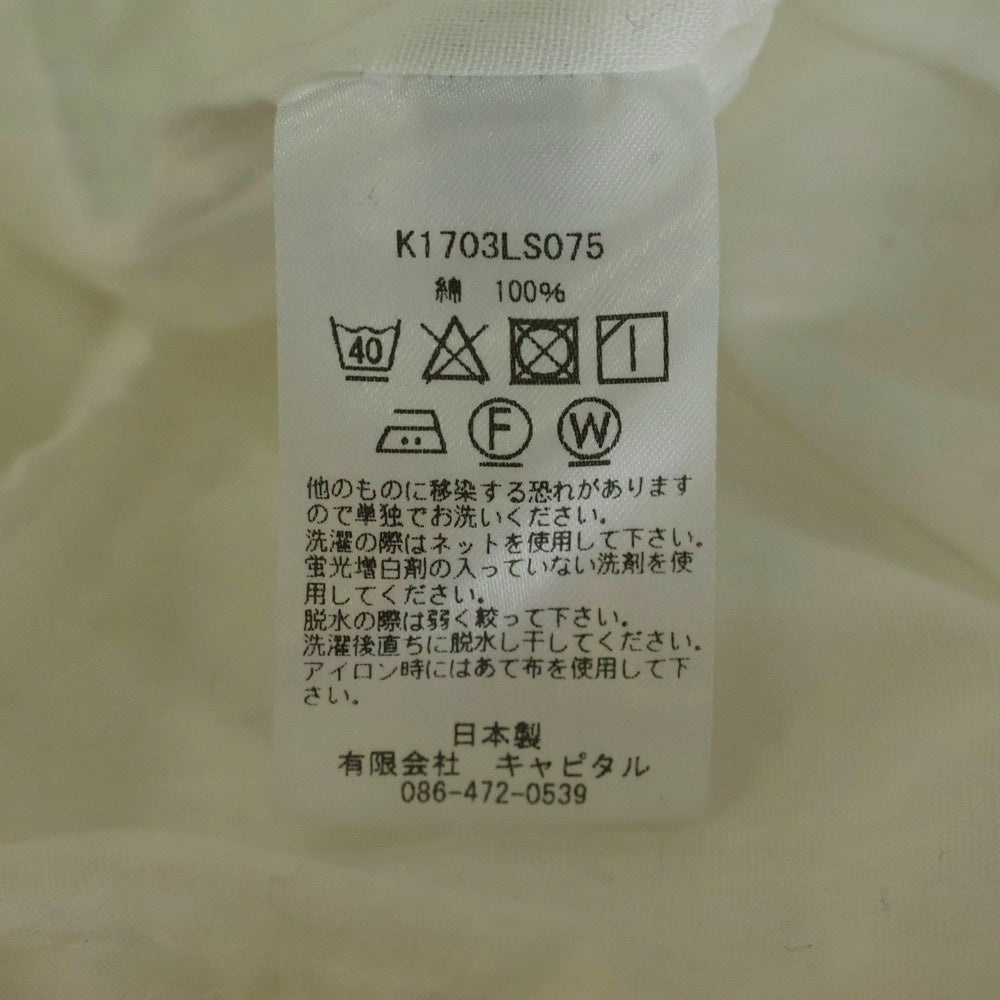 K1703LS075
綿 100%
40
F W
他のものに移染する恐れがあります
ので単独でお洗いください。
洗濯の際はネットを使用して下さい。
蛍光増白剤の入っていない洗剤を使
用してください。
脱水の際は弱く絞って下さい。
洗濯後直ちに脱水し干してください。
アイロン時にはあて布を使用して下
さい。
日本製
有限会社 キャピタル
086-472-0539